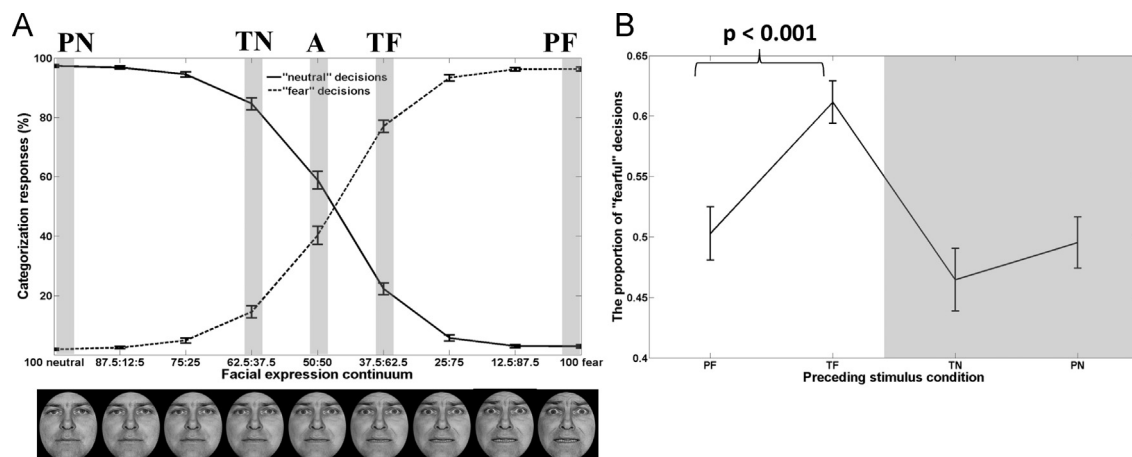 A
PN TN A TF PF
Categorization responses (%)
100
80
60
40
20
"neutral" decisions
"fear" decisions
100 neutral 87.5:12.5 75:25 62.5:37.5 50:50 37.5:62.5 25:75 12.5:87.5 100 fear
Facial expression continuum
B
p < 0.001
The proportion of "fearful" decisions
0.65
0.6
0.55
0.5
0.45
0.4
PF TF TN PN
Preceding stimulus condition